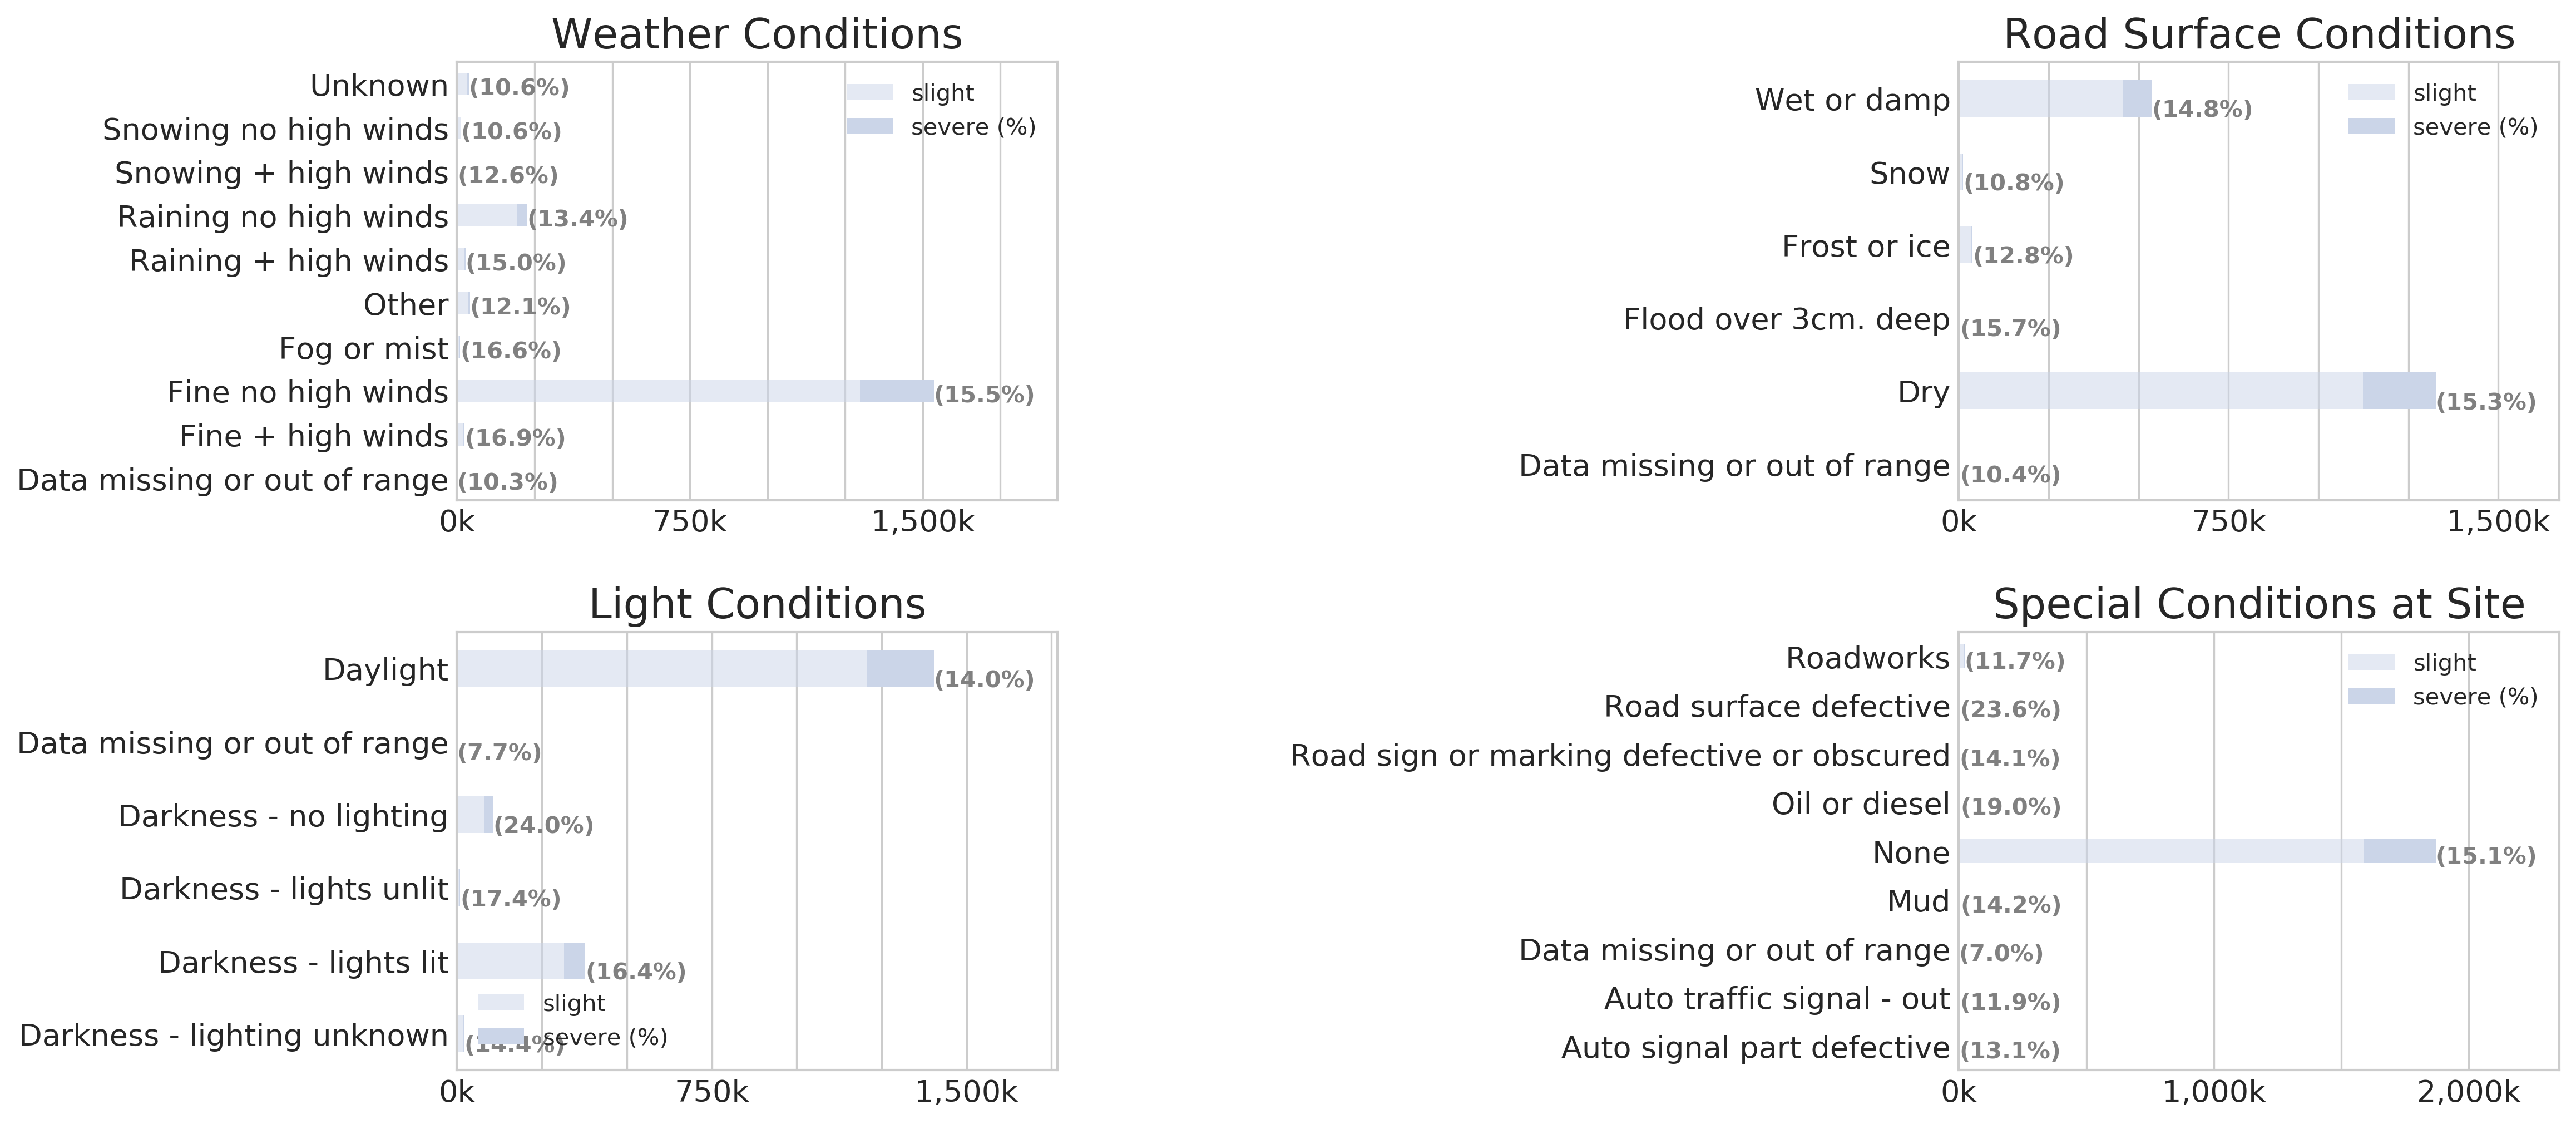 Weather Conditions
Unknown (10.6%)
Snowing no high winds (10.6%)
Snowing + high winds (12.6%)
Raining no high winds (13.4%)
Raining + high winds (15.0%)
Other (12.1%)
Fog or mist (16.6%)
Fine no high winds (15.5%)
Fine + high winds (16.9%)
Data missing or out of range (10.3%)
slight
severe (%)
0k 750k 1,500k
Road Surface Conditions
Wet or damp (14.8%)
Snow (10.8%)
Frost or ice (12.8%)
Flood over 3cm. deep (15.7%)
Dry (15.3%)
Data missing or out of range (10.4%)
slight
severe (%)
0k 750k 1,500k
Light Conditions
Daylight (14.0%)
Data missing or out of range (7.7%)
Darkness - no lighting (24.0%)
Darkness - lights unlit (17.4%)
Darkness - lights lit (16.4%)
Darkness - lighting unknown (14.4%)
slight
severe (%)
0k 750k 1,500k
Special Conditions at Site
Roadworks (11.7%)
Road surface defective (23.6%)
Road sign or marking defective or obscured (14.1%)
Oil or diesel (19.0%)
None (15.1%)
Mud (14.2%)
Data missing or out of range (7.0%)
Auto traffic signal - out (11.9%)
Auto signal part defective (13.1%)
slight
severe (%)
0k 1,000k 2,000k